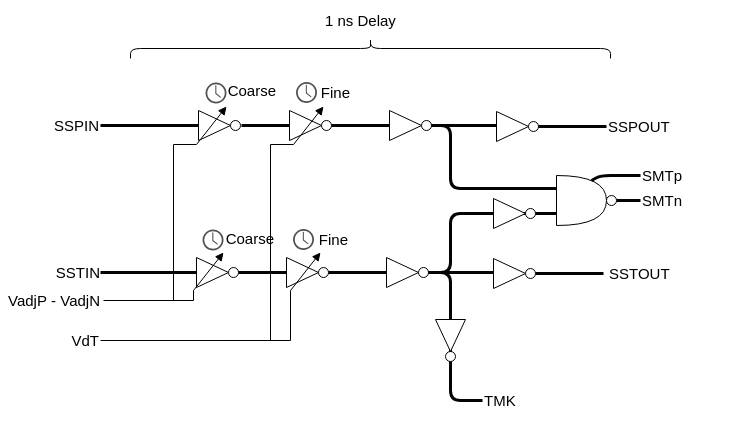 1 ns Delay
Coarse
Fine
SSPIN
SSPOUT
SMTp
SMTn
Coarse
Fine
SSTIN
SSTOUT
VadjP - VadjN
VdT
TMK